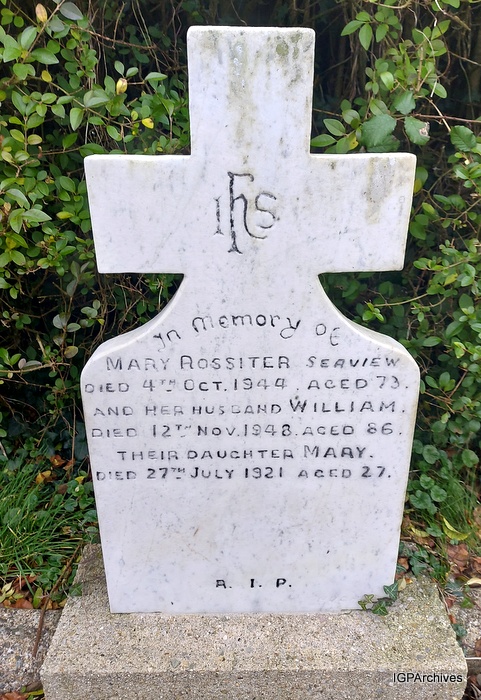 IHS
In memory of
MARY ROSSITER SEAVIEW
DIED 4TH OCT. 1944. AGED 73.
AND HER HUSBAND WILLIAM.
DIED 12TH NOV. 1948. AGED 86.
THEIR DAUGHTER MARY.
DIED 27TH JULY 1921 AGED 27.
R. I. P.
IGPArchives